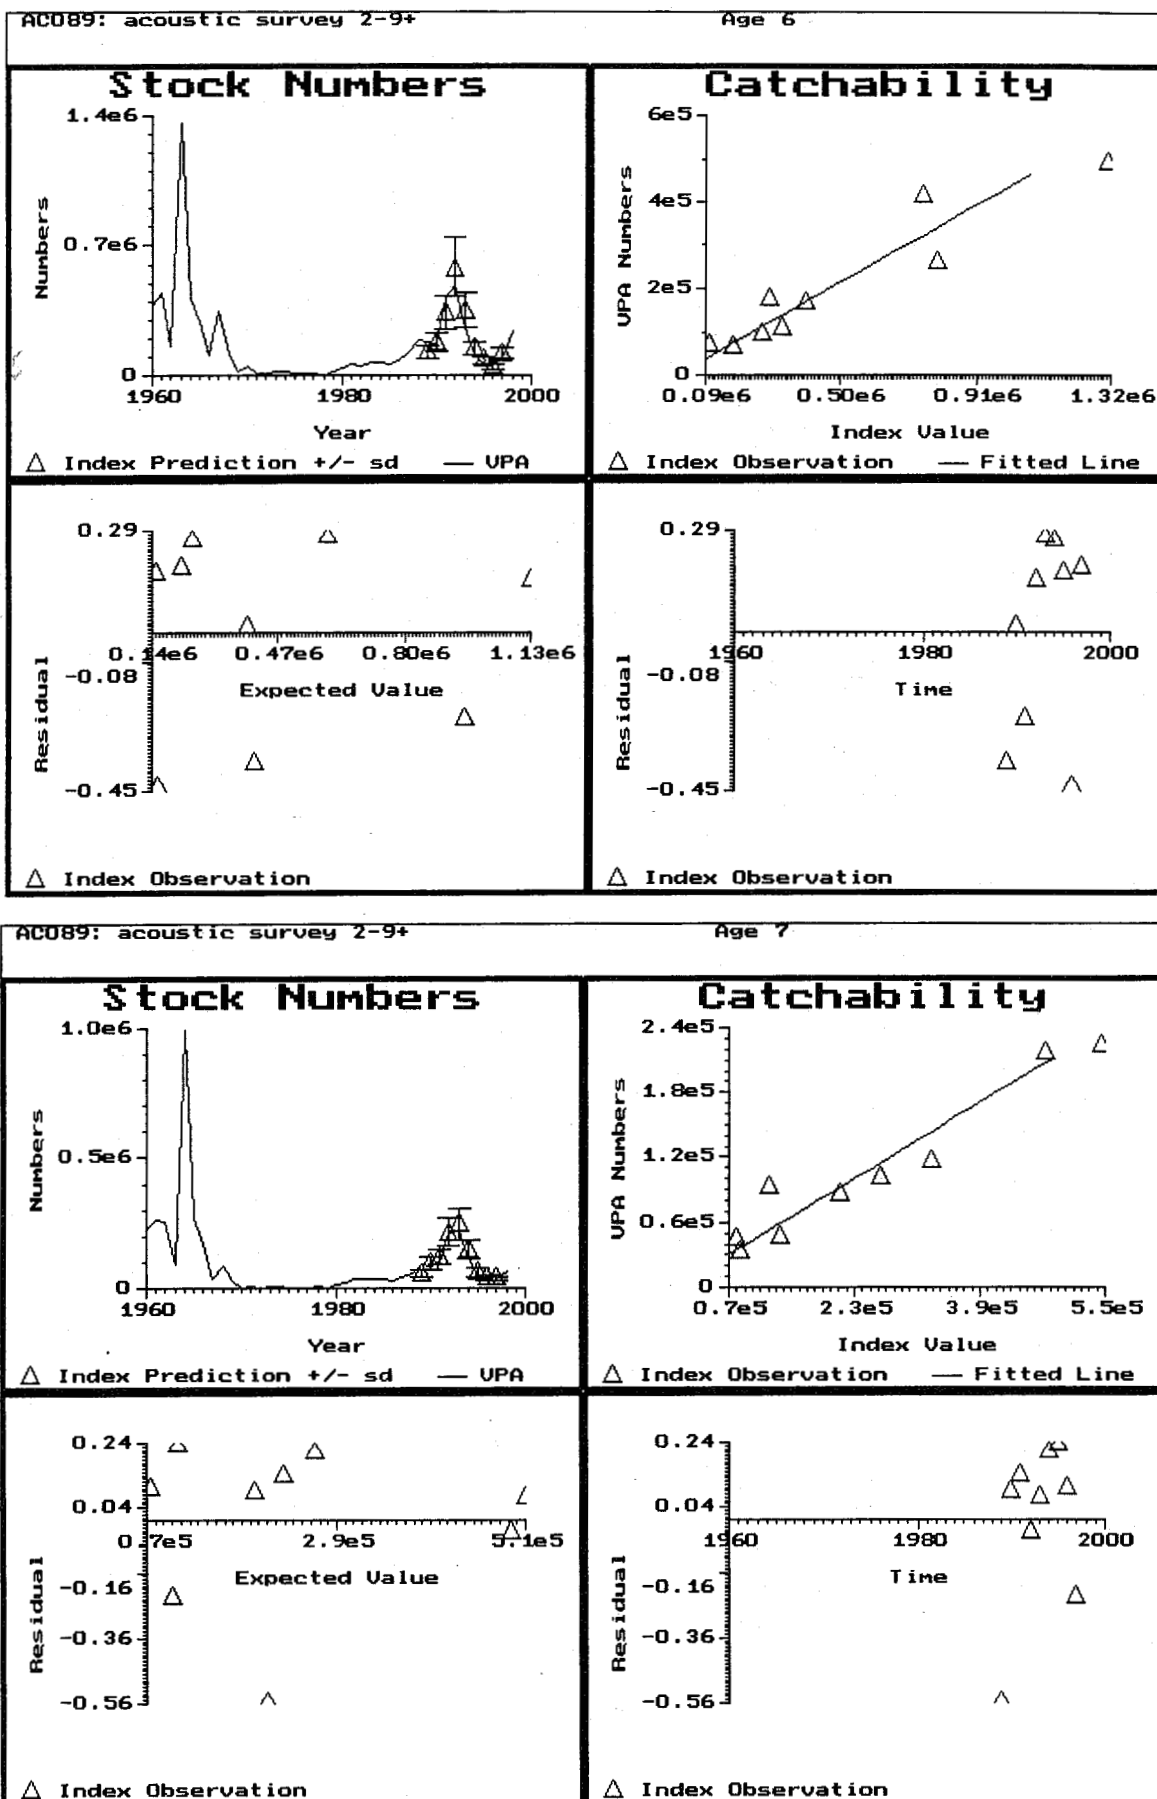 ACO89: acoustic survey 2-9+ Age 6
Stock Numbers
1.4e6
0.7e6
0
Numbers
1960 1980 2000
Year
△ Index Prediction +/- sd — VPA
Catchability
6e5
4e5
2e5
0
VPA Numbers
0.09e6 0.50e6 0.91e6 1.32e6
Index Value
△ Index Observation — Fitted Line
0.29
-0.08
-0.45
Residual
0.14e6 0.47e6 0.80e6 1.13e6
Expected Value
△ Index Observation
0.29
-0.08
-0.45
Residual
1960 1980 2000
Time
△ Index Observation
ACO89: acoustic survey 2-9+ Age 7
Stock Numbers
1.0e6
0.5e6
0
Numbers
1960 1980 2000
Year
△ Index Prediction +/- sd — VPA
Catchability
2.4e5
1.8e5
1.2e5
0.6e5
0
VPA Numbers
0.7e5 2.3e5 3.9e5 5.5e5
Index Value
△ Index Observation — Fitted Line
0.24
0.04
-0.16
-0.36
-0.56
Residual
0.7e5 2.9e5 5.1e5
Expected Value
△ Index Observation
0.24
0.04
-0.16
-0.36
-0.56
Residual
1960 1980 2000
Time
△ Index Observation